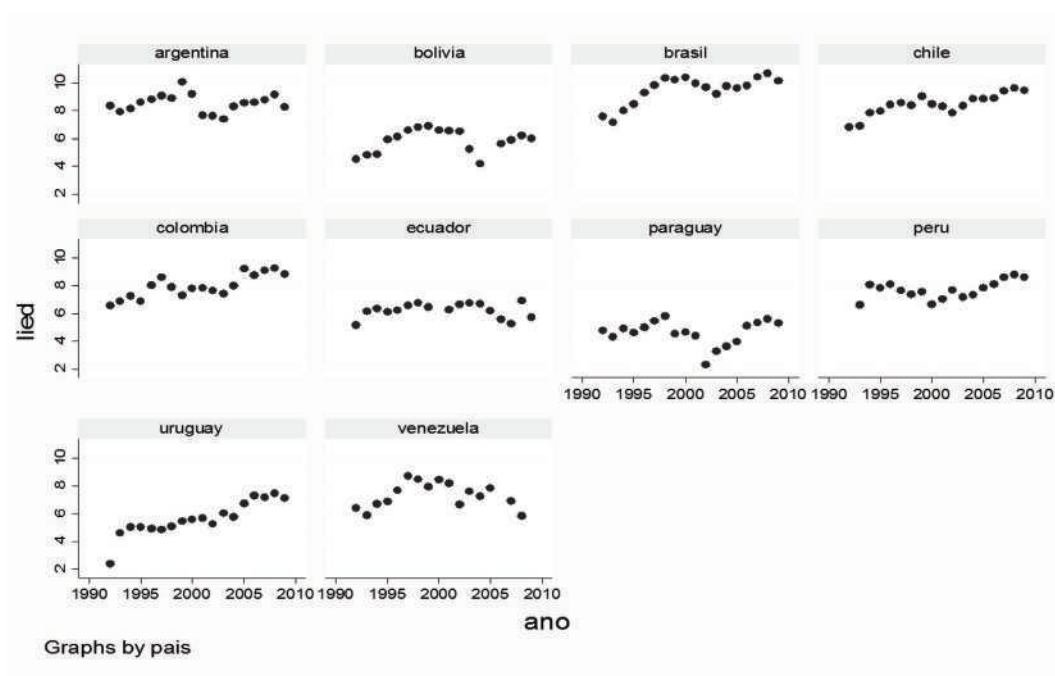 argentina bolivia brasil chile
10
8
6
4
2
colombia ecuador paraguay peru
10
8
6
4
2
1990 1995 2000 2005 2010 1990 1995 2000 2005 2010
lied
uruguay venezuela
10
8
6
4
2
1990 1995 2000 2005 2010 1990 1995 2000 2005 2010
ano
Graphs by pais